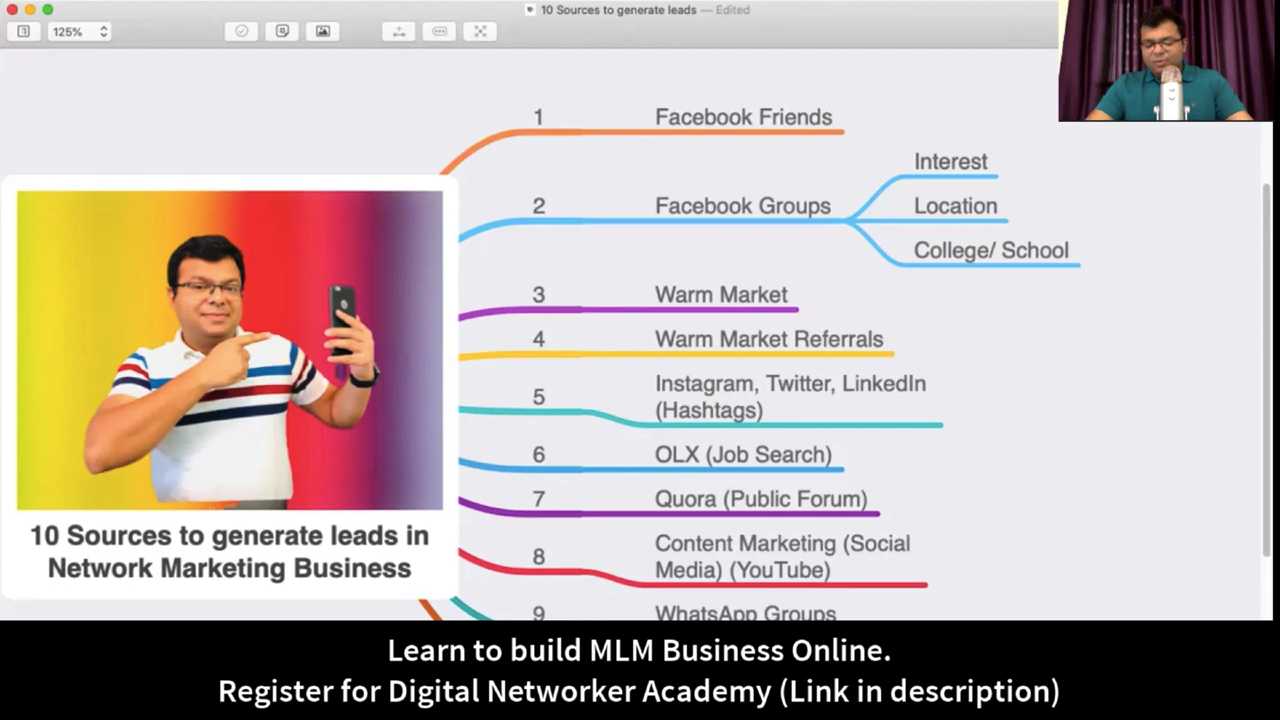 10 Sources to generate leads — Edited
125%
1 Facebook Friends
Interest
2 Facebook Groups
Location
College/ School
3 Warm Market
4 Warm Market Referrals
5 Instagram, Twitter, LinkedIn
(Hashtags)
6 OLX (Job Search)
7 Quora (Public Forum)
8 Content Marketing (Social
Media) (YouTube)
9 WhatsApp Groups
10 Sources to generate leads in
Network Marketing Business
Learn to build MLM Business Online.
Register for Digital Networker Academy (Link in description)